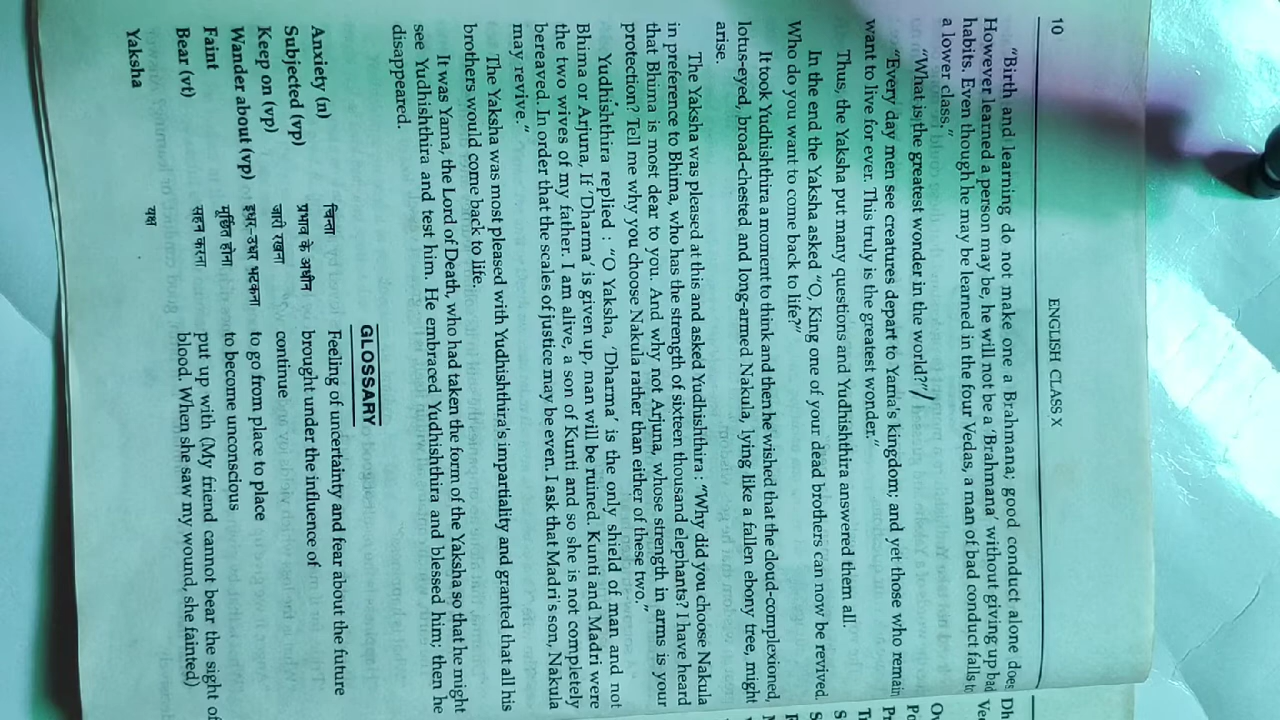 10
ENGLISH CLASS X
"Birth and learning do not make one a Brahmana; good conduct alone does
However learned a person may be, he will not be a 'Brahmana' without giving up bad
habits. Even though he may be learned in the four Vedas, a man of bad conduct falls to
a lower class."
"What is the greatest wonder in the world?"
"Every day men see creatures depart to Yama's kingdom; and yet those who remain
want to live for ever. This truly is the greatest wonder."
Thus, the Yaksha put many questions and Yudhishthira answered them all.
In the end the Yaksha asked "O, King one of your dead brothers can now be revived.
Who do you want to come back to life?"
It took Yudhishthira a moment to think and then he wished that the cloud-complexioned,
lotus-eyed, broad-chested and long-armed Nakula, lying like a fallen ebony tree, might
arise.
The Yaksha was pleased at this and asked Yudhishthira : "Why did you choose Nakula
in preference to Bhima, who has the strength of sixteen thousand elephants? I have heard
that Bhima is most dear to you. And why not Arjuna, whose strength in arms is your
protection? Tell me why you choose Nakula rather than either of these two."
Yudhishthira replied : "O Yaksha, 'Dharma' is the only shield of man and not
Bhima or Arjuna, If 'Dharma' is given up, man will be ruined. Kunti and Madri were
the two wives of my father. I am alive, a son of Kunti and so she is not completely
bereaved. In order that the scales of justice may be even. I ask that Madri's son, Nakula
may revive."
The Yaksha was most pleased with Yudhishthira's impartiality and granted that all his
brothers would come back to life.
It was Yama, the Lord of Death, who had taken the form of the Yaksha so that he might
see Yudhishthira and test him. He embraced Yudhishthira and blessed him; then he
disappeared.
GLOSSARY
Anxiety (n) चिन्ता Feeling of uncertainty and fear about the future
Subjected (vp) प्रभाव के अधीन brought under the influence of
Keep on (vp) जारी रखना continue
Wander about (vp) इधर-उधर भटकना to go from place to place
Faint मूर्छित होना to become unconscious
Bear (vt) सहन करना put up with (My friend cannot bear the sight of
blood. When she saw my wound, she fainted)
Yaksha यक्ष